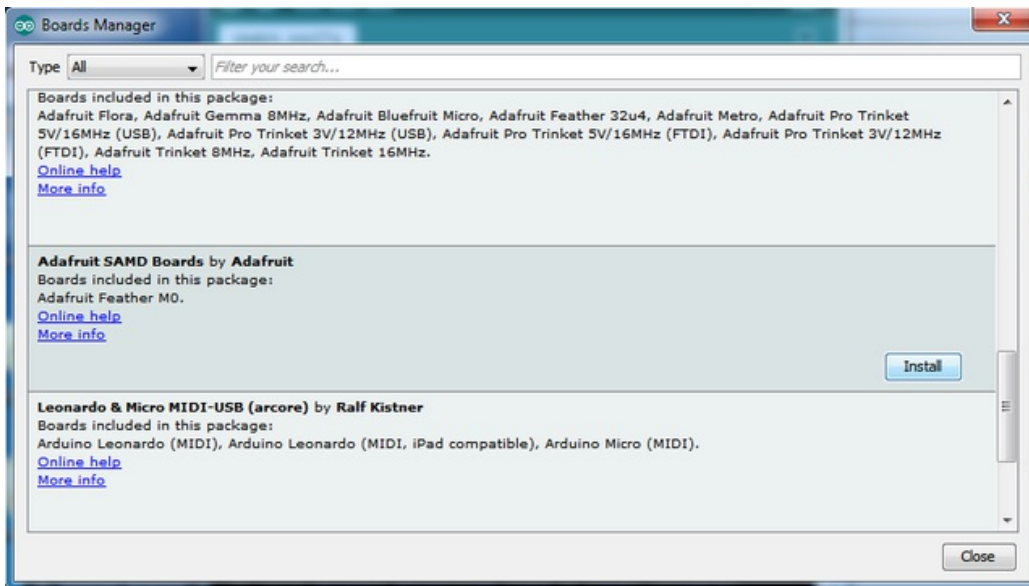 Boards Manager
Type All Filter your search...
Boards included in this package:
Adafruit Flora, Adafruit Gemma 8MHz, Adafruit Bluefruit Micro, Adafruit Feather 32u4, Adafruit Metro, Adafruit Pro Trinket
5V/16MHz (USB), Adafruit Pro Trinket 3V/12MHz (USB), Adafruit Pro Trinket 5V/16MHz (FTDI), Adafruit Pro Trinket 3V/12MHz
(FTDI), Adafruit Trinket 8MHz, Adafruit Trinket 16MHz.
Online help
More info
Adafruit SAMD Boards by Adafruit
Boards included in this package:
Adafruit Feather M0.
Online help
More info
Install
Leonardo & Micro MIDI-USB (arcore) by Ralf Kistner
Boards included in this package:
Arduino Leonardo (MIDI), Arduino Leonardo (MIDI, iPad compatible), Arduino Micro (MIDI).
Online help
More info
Close